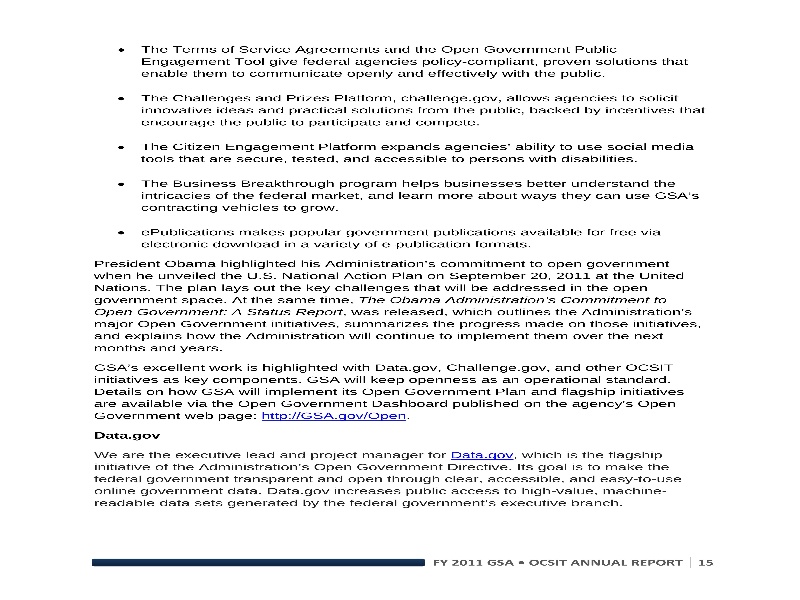 • The Terms of Service Agreements and the Open Government Public
Engagement Tool give federal agencies policy-compliant, proven solutions that
enable them to communicate openly and effectively with the public.
• The Challenges and Prizes Platform, challenge.gov, allows agencies to solicit
innovative ideas and practical solutions from the public, backed by incentives that
encourage the public to participate and compete.
• The Citizen Engagement Platform expands agencies' ability to use social media
tools that are secure, tested, and accessible to persons with disabilities.
• The Business Breakthrough program helps businesses better understand the
intricacies of the federal market, and learn more about ways they can use GSA's
contracting vehicles to grow.
• ePublications makes popular government publications available for free via
electronic download in a variety of e-publication formats.
President Obama highlighted his Administration's commitment to open government
when he unveiled the U.S. National Action Plan on September 20, 2011 at the United
Nations. The plan lays out the key challenges that will be addressed in the open
government space. At the same time, The Obama Administration's Commitment to
Open Government: A Status Report, was released, which outlines the Administration's
major Open Government initiatives, summarizes the progress made on those initiatives,
and explains how the Administration will continue to implement them over the next
months and years.
GSA's excellent work is highlighted with Data.gov, Challenge.gov, and other OCSIT
initiatives as key components. GSA will keep openness as an operational standard.
Details on how GSA will implement its Open Government Plan and flagship initiatives
are available via the Open Government Dashboard published on the agency's Open
Government web page: http://GSA.gov/Open.
Data.gov
We are the executive lead and project manager for Data.gov, which is the flagship
initiative of the Administration's Open Government Directive. Its goal is to make the
federal government transparent and open through clear, accessible, and easy-to-use
online government data. Data.gov increases public access to high-value, machine-
readable data sets generated by the federal government's executive branch.
FY 2011 GSA • OCSIT ANNUAL REPORT | 15